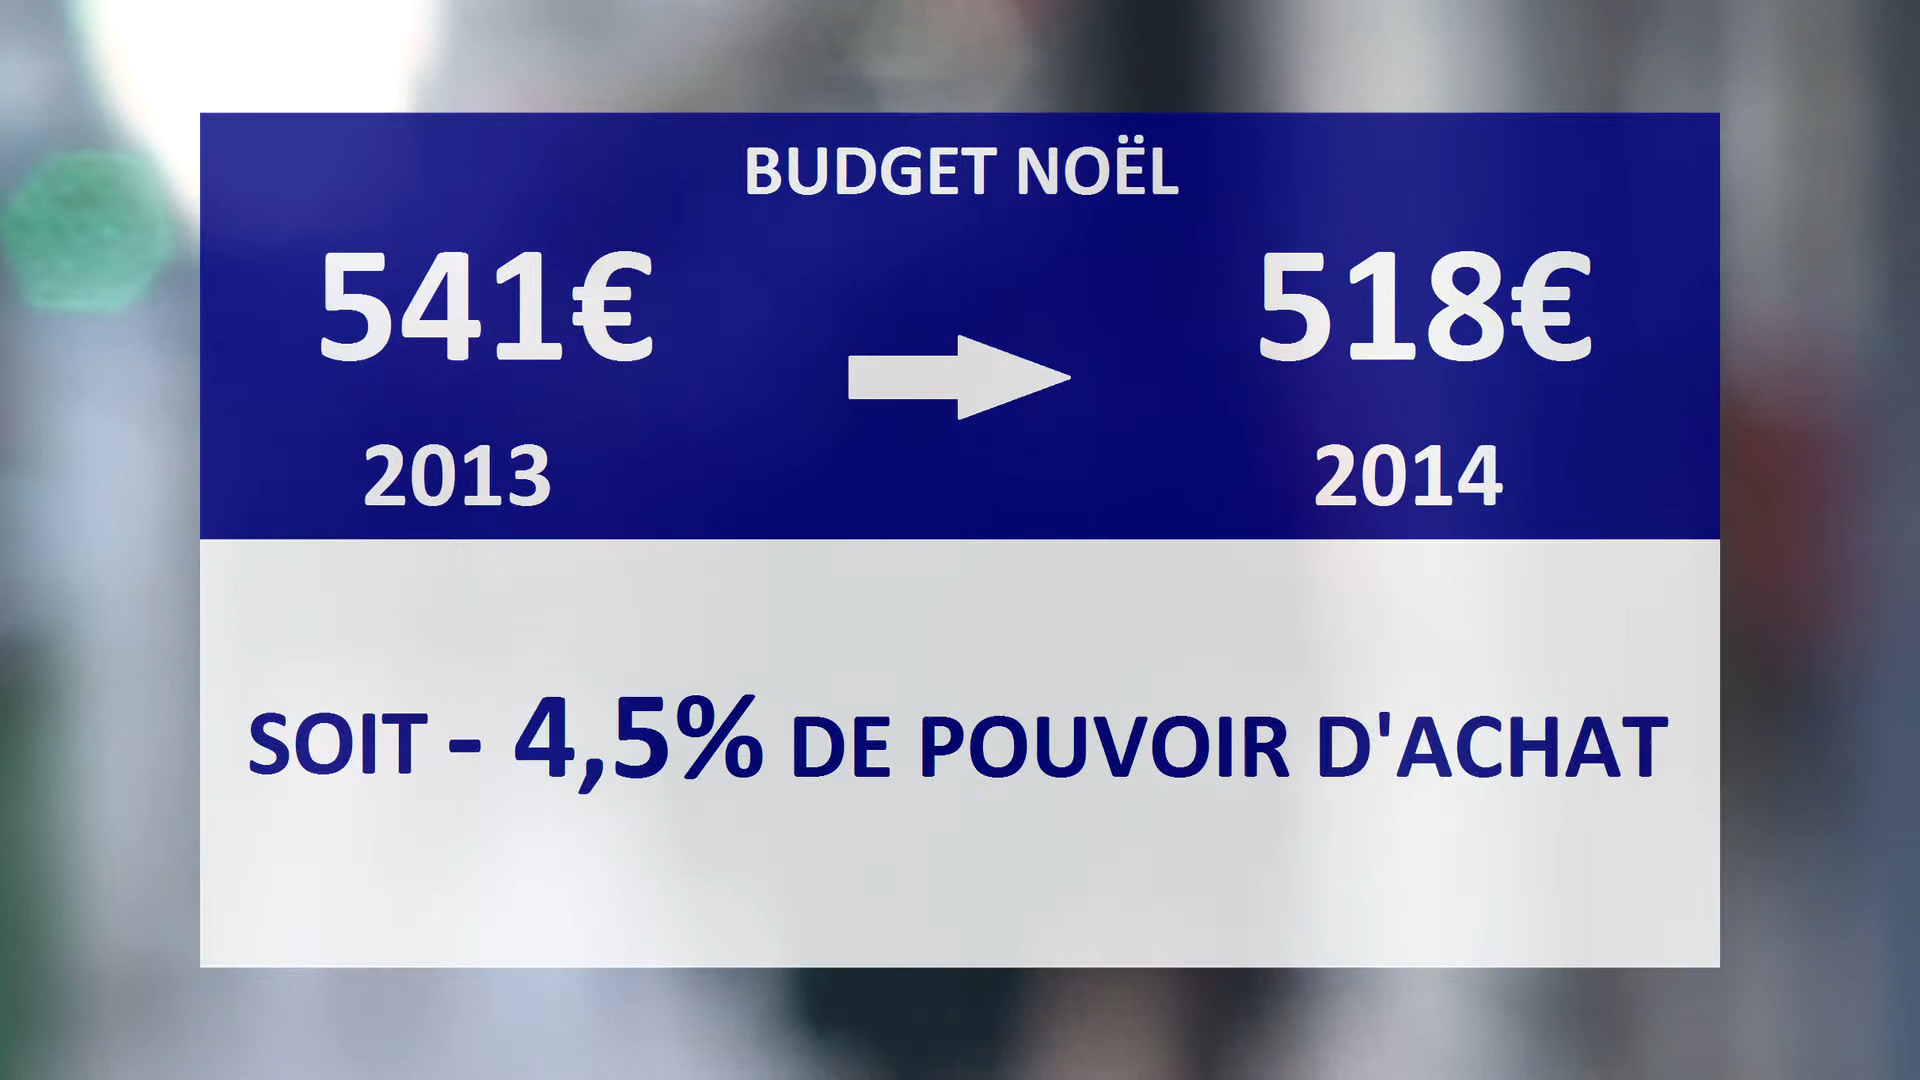 BUDGET NOËL
541€
518€
2013
2014
SOIT - 4,5% DE POUVOIR D'ACHAT